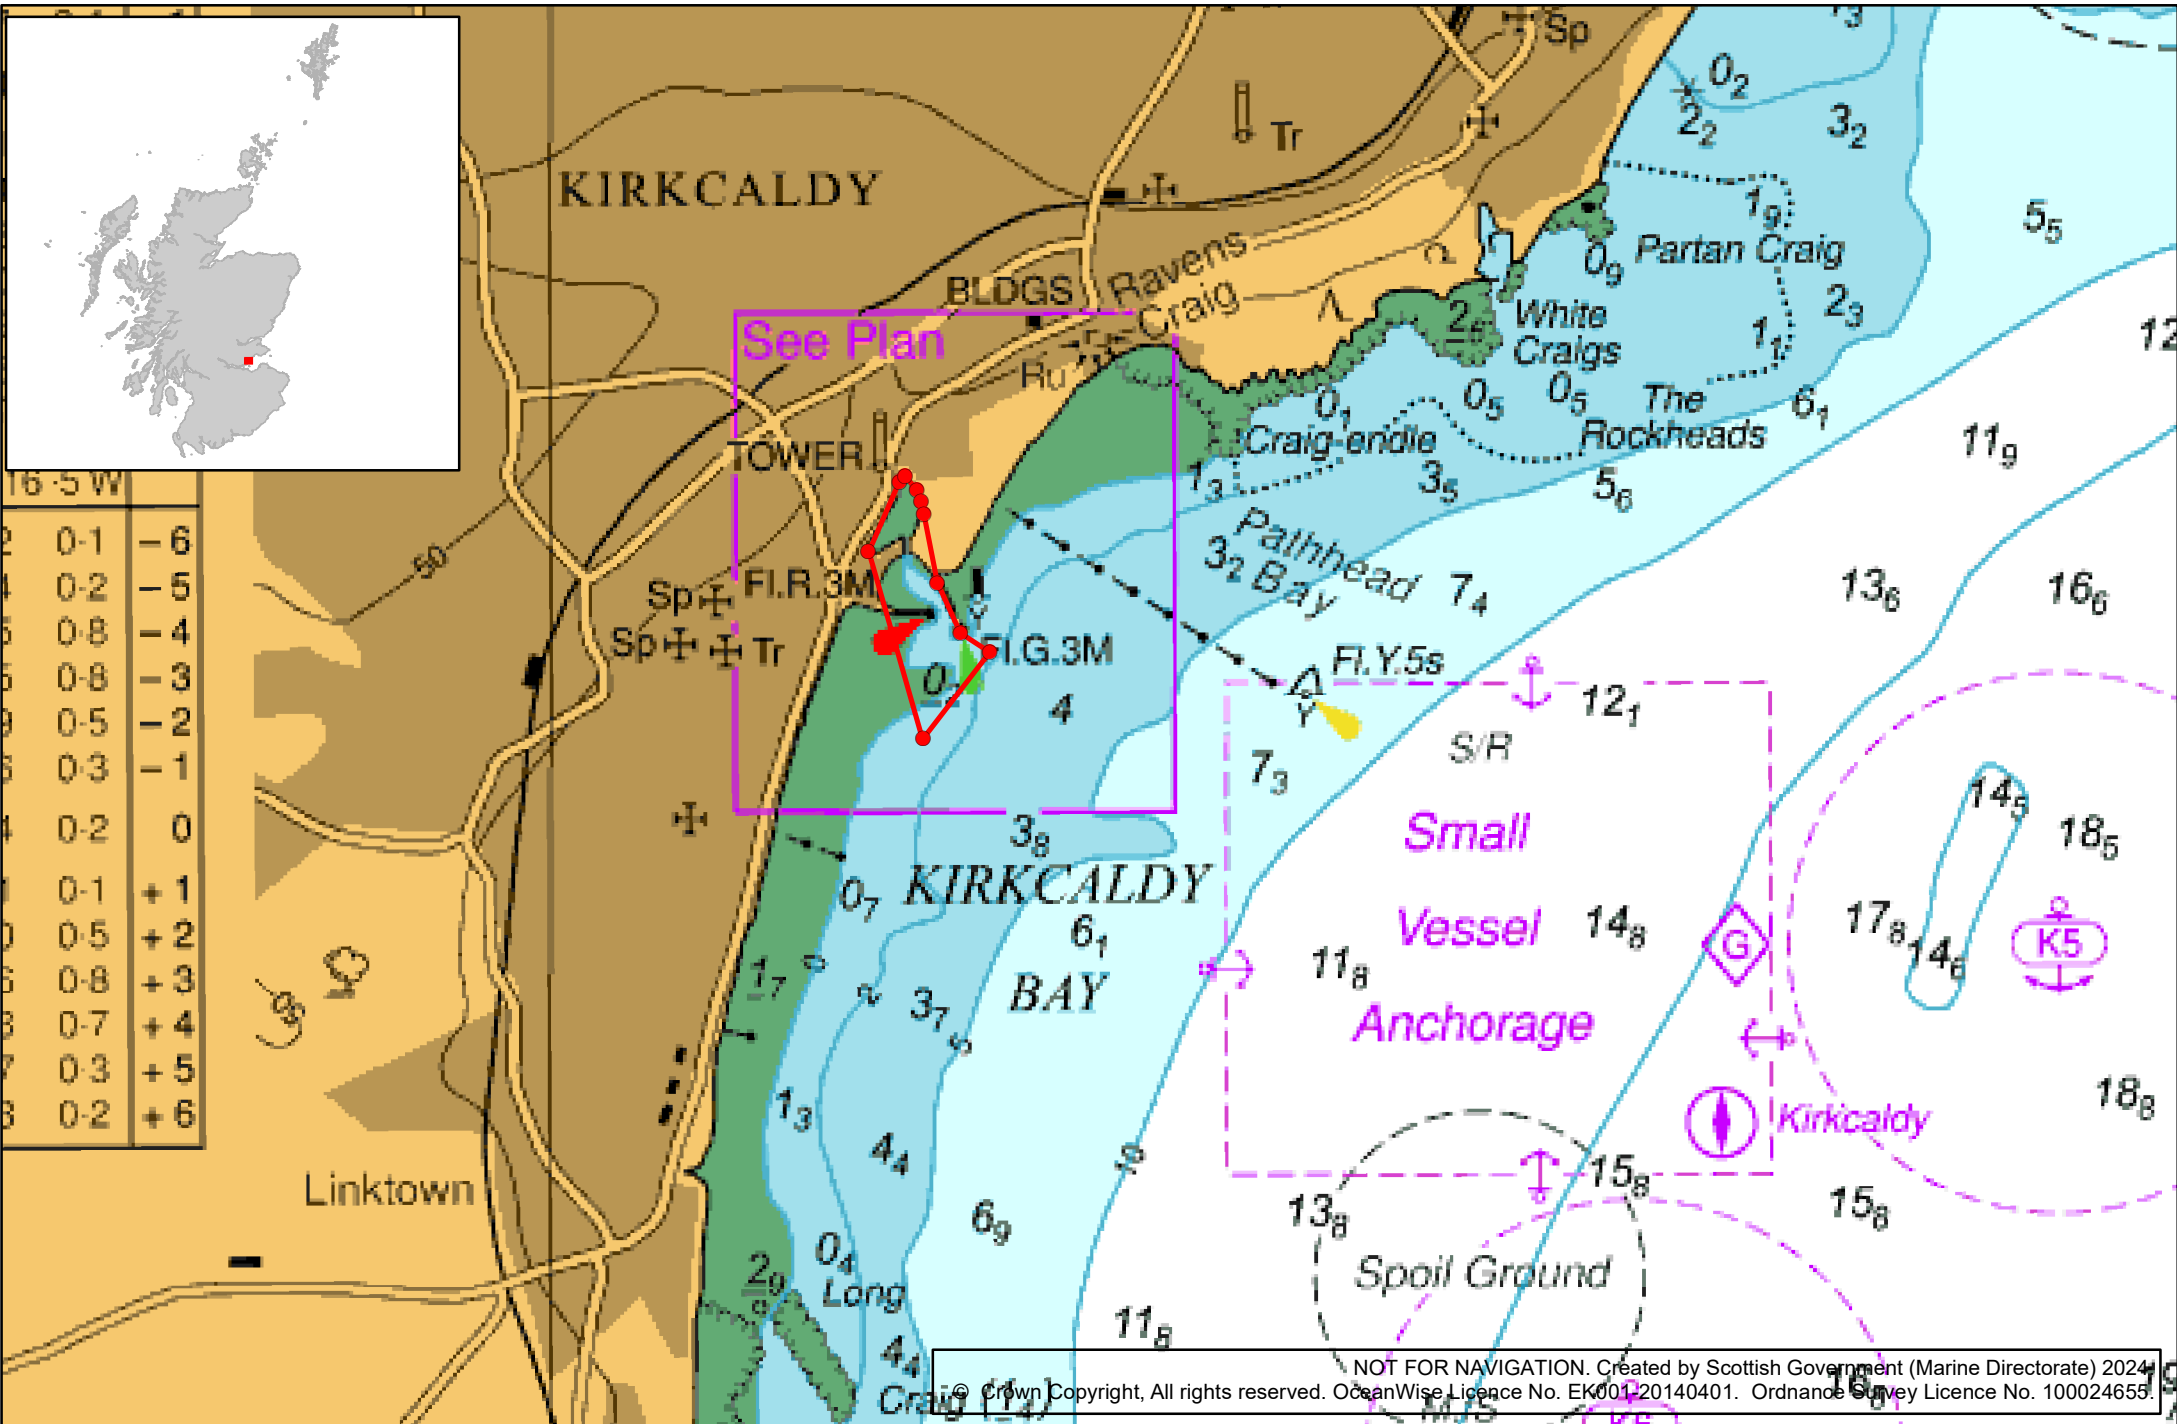 Sp
Tr
KIRKCALDY
0₂
2₂
3₂
1₉
5₅
Partan Craig
0₉
BLDGS
Ravens
Craig
See Plan
White
Craigs
2₃
12
Ru
0₁
0₅
0₅
The
Rockheads
6₁
11₉
TOWER
Craig-endle
1₃
3₅
5₆
16·5 W
0·1 − 6
0·2 − 5
0·8 − 4
0·8 − 3
0·5 − 2
0·3 − 1
0·2 0
0·1 + 1
0·5 + 2
0·8 + 3
0·7 + 4
0·3 + 5
0·2 + 6
50
Pathhead
Bay
3₂
7₄
13₆
16₆
Sp
Fl.R.3M
Sp
Tr
Fl.G.3M
Fl.Y.5s
Y
4
12₁
S/R
7₃
Small
Vessel
Anchorage
14₅
18₅
3₈
0₇
KIRKCALDY
BAY
6₁
14₈
G
17₈
14₆
K5
11₈
1₇
3₇
S
1₃
4₄
10
Kirkcaldy
18₈
15₈
15₈
Linktown
13₈
6₉
Spoil Ground
2₉
0₄
Long
11₈
4₄
Craig (1₄)
NOT FOR NAVIGATION. Created by Scottish Government (Marine Directorate) 2024.
© Crown Copyright, All rights reserved. OceanWise Licence No. EK001-20140401. Ordnance Survey Licence No. 100024655.